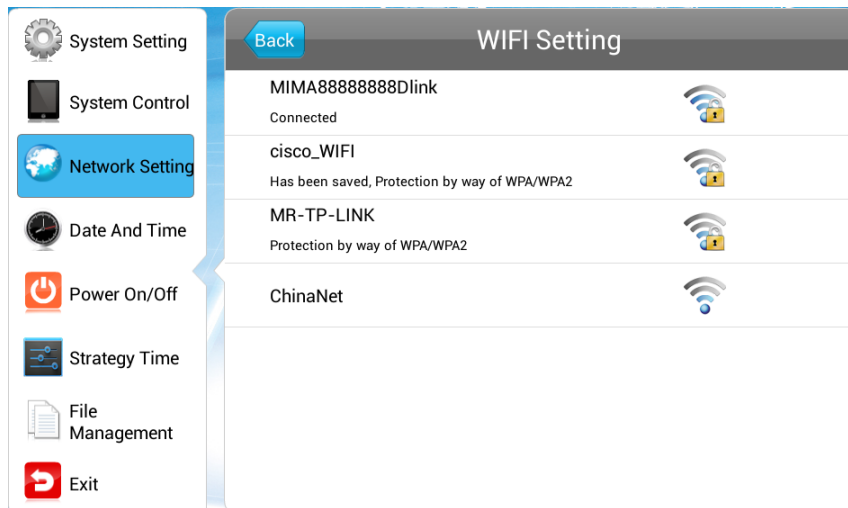 System Setting
System Control
Network Setting
Date And Time
Power On/Off
Strategy Time
File
Management
Exit
Back
WIFI Setting
MIMA88888888Dlink
Connected
cisco_WIFI
Has been saved, Protection by way of WPA/WPA2
MR-TP-LINK
Protection by way of WPA/WPA2
ChinaNet